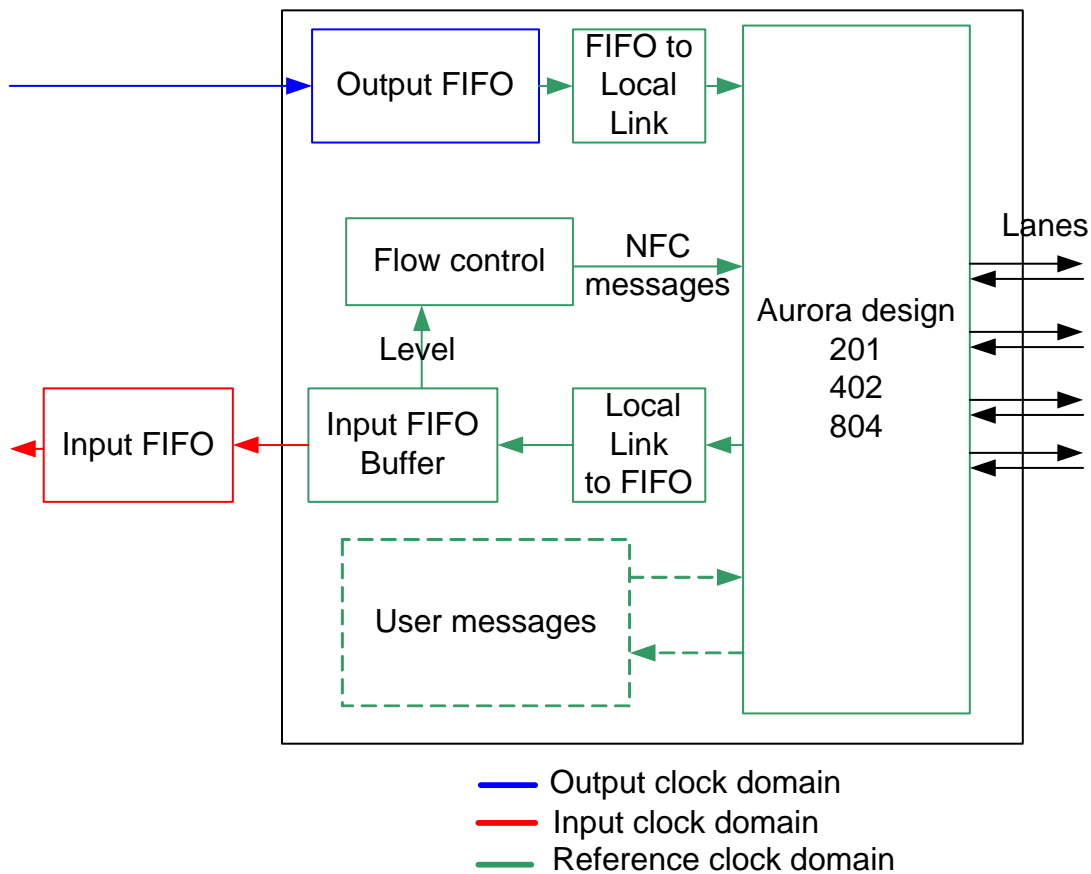 Output FIFO
FIFO to
Local
Link
Lanes
Flow control
NFC
messages
Aurora design
201
402
804
Level
Input FIFO
Input FIFO
Buffer
Local
Link
to FIFO
User messages
Output clock domain
Input clock domain
Reference clock domain